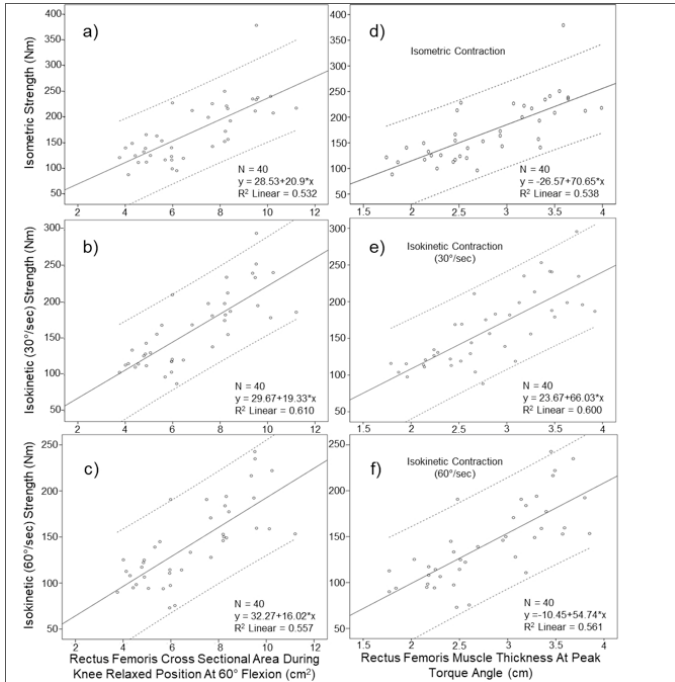 a)
Isometric Strength (Nm)
400
350
300
250
200
150
100
50
N = 40
y = 28.53+20.9*x
R² Linear = 0.532
2 4 6 8 10 12
d)
Isometric Contraction
400
350
300
250
200
150
100
50
N = 40
y = -26.57+70.65*x
R² Linear = 0.538
1.5 2 2.5 3 3.5 4
b)
Isokinetic (30°/sec) Strength (Nm)
300
250
200
150
100
50
N = 40
y = 29.67+19.33*x
R² Linear = 0.610
2 4 6 8 10 12
e)
Isokinetic Contraction
(30°/sec)
300
250
200
150
100
N = 40
y = 23.67+66.03*x
R² Linear = 0.600
1.5 2 2.5 3 3.5 4
c)
Isokinetic (60°/sec) Strength (Nm)
250
200
150
100
50
N = 40
y = 32.27+16.02*x
R² Linear = 0.557
2 4 6 8 10 12
Rectus Femoris Cross Sectional Area During
Knee Relaxed Position At 60° Flexion (cm²)
f)
Isokinetic Contraction
(60°/sec)
250
200
150
100
50
N = 40
y=-10.45+54.74*x
R² Linear = 0.561
1.5 2 2.5 3 3.5 4
Rectus Femoris Muscle Thickness At Peak
Torque Angle (cm)